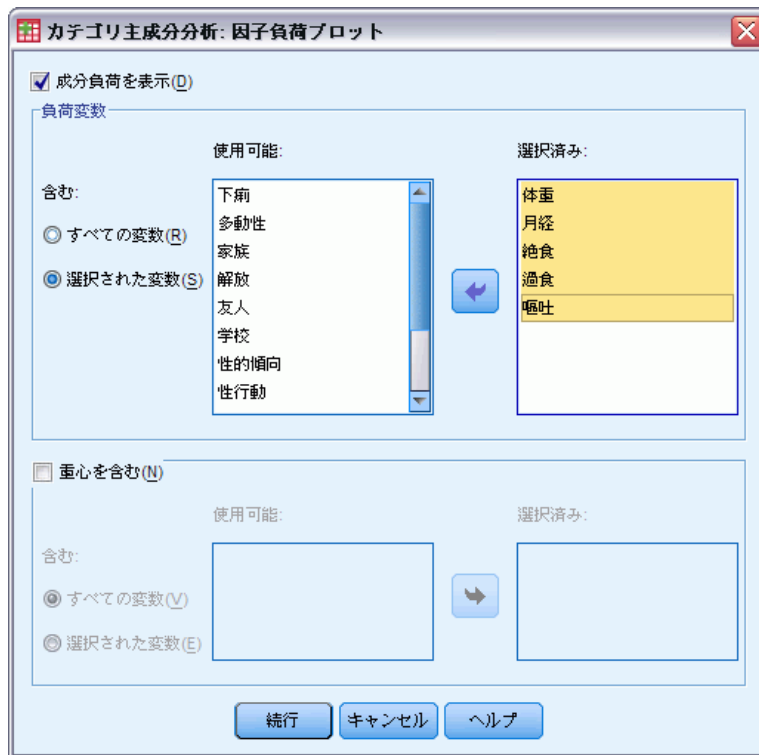 カテゴリ主成分分析: 因子負荷プロット
成分負荷を表示(D)
負荷変数
使用可能:
選択済み:
含む:
すべての変数(R)
選択された変数(S)
下痢
多動性
家族
解放
友人
学校
性的傾向
性行動
体重
月経
絶食
過食
嘔吐
重心を含む(N)
使用可能:
選択済み:
含む:
すべての変数(V)
選択された変数(E)
続行
キャンセル
ヘルプ